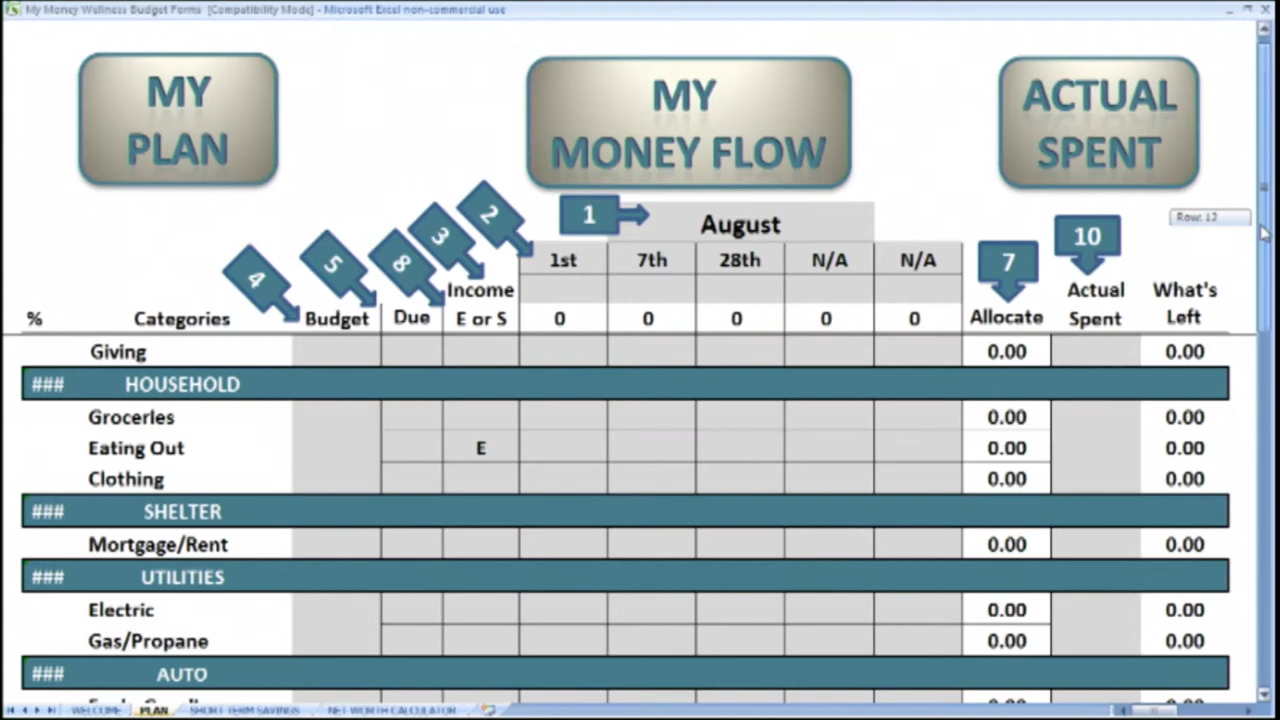 My Money Wellness Budget Forms [Compatibility Mode] - Microsoft Excel non-commercial use
MY
PLAN
MY
MONEY FLOW
ACTUAL
SPENT
4 5 8 3 2 1 August 7 10 Row: 12
1st 7th 28th N/A N/A
Income Actual What's
% Categories Budget Due E or S 0 0 0 0 0 Allocate Spent Left
Giving 0.00 0.00
### HOUSEHOLD
Groceries 0.00 0.00
Eating Out E 0.00 0.00
Clothing 0.00 0.00
### SHELTER
Mortgage/Rent 0.00 0.00
### UTILITIES
Electric 0.00 0.00
Gas/Propane 0.00 0.00
### AUTO
WELCOME PLAN SHORT TERM SAVINGS NET WORTH CALCULATOR